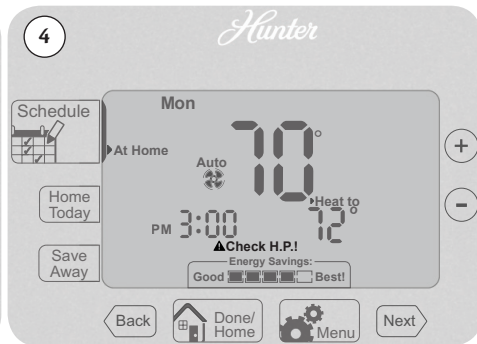 4
Hunter
Schedule
Mon
At Home
70°
Auto
Home
Today
Heat to
PM 3:00
72°
Check H.P.!
Energy Savings:
Good Best!
Save
Away
+
-
Back
Done/
Home
Menu
Next